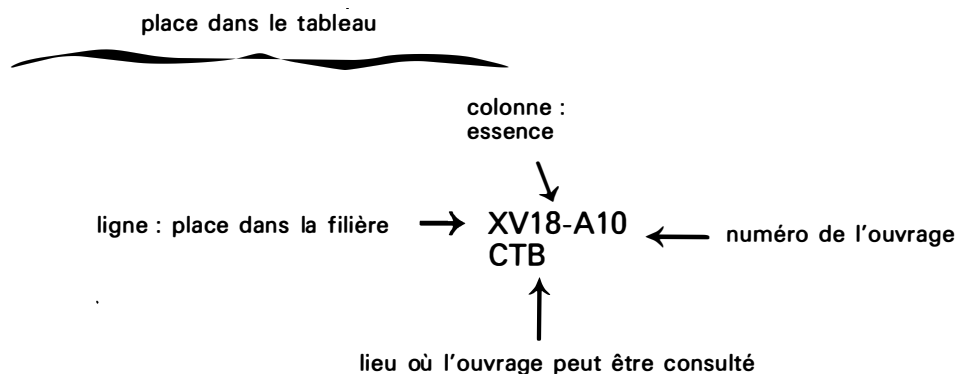 place dans le tableau
colonne :
essence
ligne : place dans la filière
XV18-A10
CTB
numéro de l'ouvrage
lieu où l'ouvrage peut être consulté